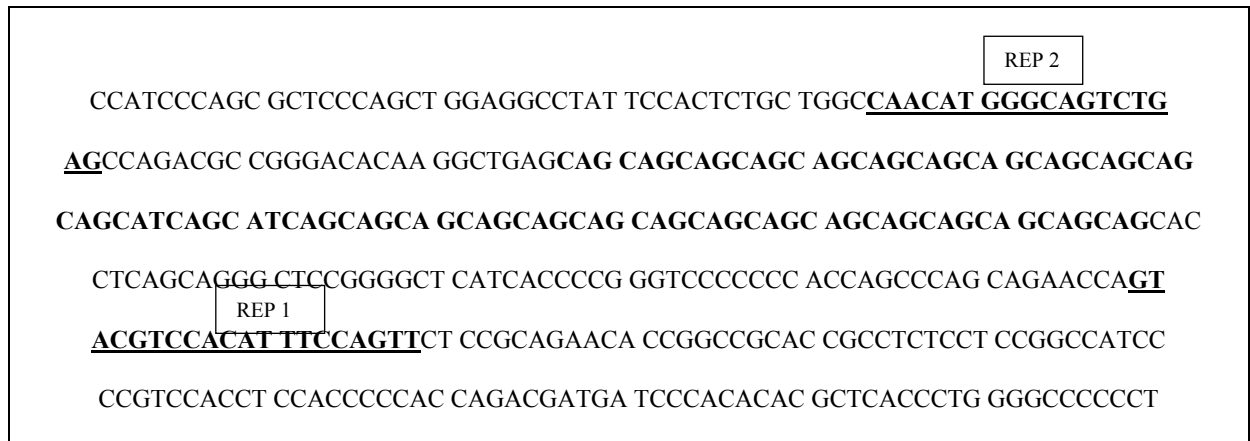 REP 2
CCATCCCAGC GCTCCCAGCT GGAGGCCTAT TCCACTCTGC TGGCCAACAT GGGCAGTCTG
AGCCAGACGC CGGGACACAA GGCTGAGCAG CAGCAGCAGC AGCAGCAGCA GCAGCAGCAG
CAGCATCAGC ATCAGCAGCA GCAGCAGCAG CAGCAGCAGC AGCAGCAGCA GCAGCAGCAC
CTCAGCAGGG CTCCGGGGCT CATCACCCCG GGTCCCCCCC ACCAGCCCAG CAGAACCAGT
REP 1
ACGTCCACAT TTCCAGTTCT CCGCAGAACA CCGGCCGCAC CGCCTCTCCT CCGGCCATCC
CCGTCCACCT CCACCCCCAC CAGACGATGA TCCCACACAC GCTCACCCTG GGGCCCCCCT